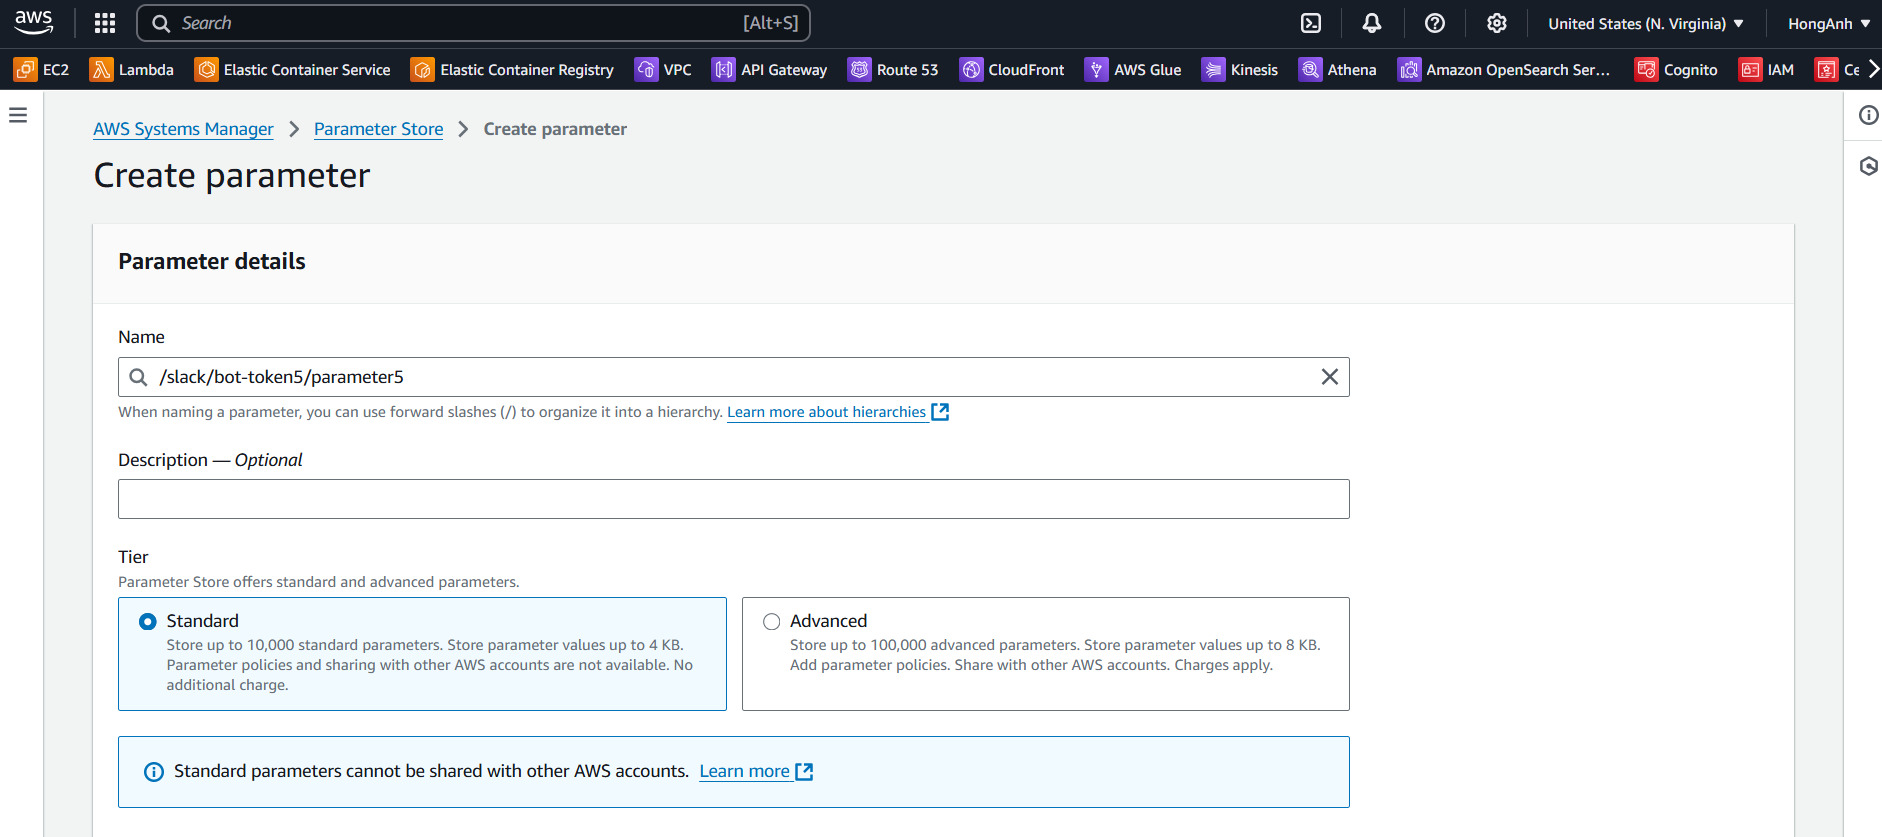 aws
Search [Alt+S]
United States (N. Virginia)
HongAnh
EC2 Lambda Elastic Container Service Elastic Container Registry VPC API Gateway Route 53 CloudFront AWS Glue Kinesis Athena Amazon OpenSearch Ser... Cognito IAM Ce
AWS Systems Manager > Parameter Store > Create parameter
Create parameter
Parameter details
Name
/slack/bot-token5/parameter5
When naming a parameter, you can use forward slashes (/) to organize it into a hierarchy. Learn more about hierarchies
Description — Optional
Tier
Parameter Store offers standard and advanced parameters.
Standard
Store up to 10,000 standard parameters. Store parameter values up to 4 KB.
Parameter policies and sharing with other AWS accounts are not available. No
additional charge.
Advanced
Store up to 100,000 advanced parameters. Store parameter values up to 8 KB.
Add parameter policies. Share with other AWS accounts. Charges apply.
Standard parameters cannot be shared with other AWS accounts. Learn more